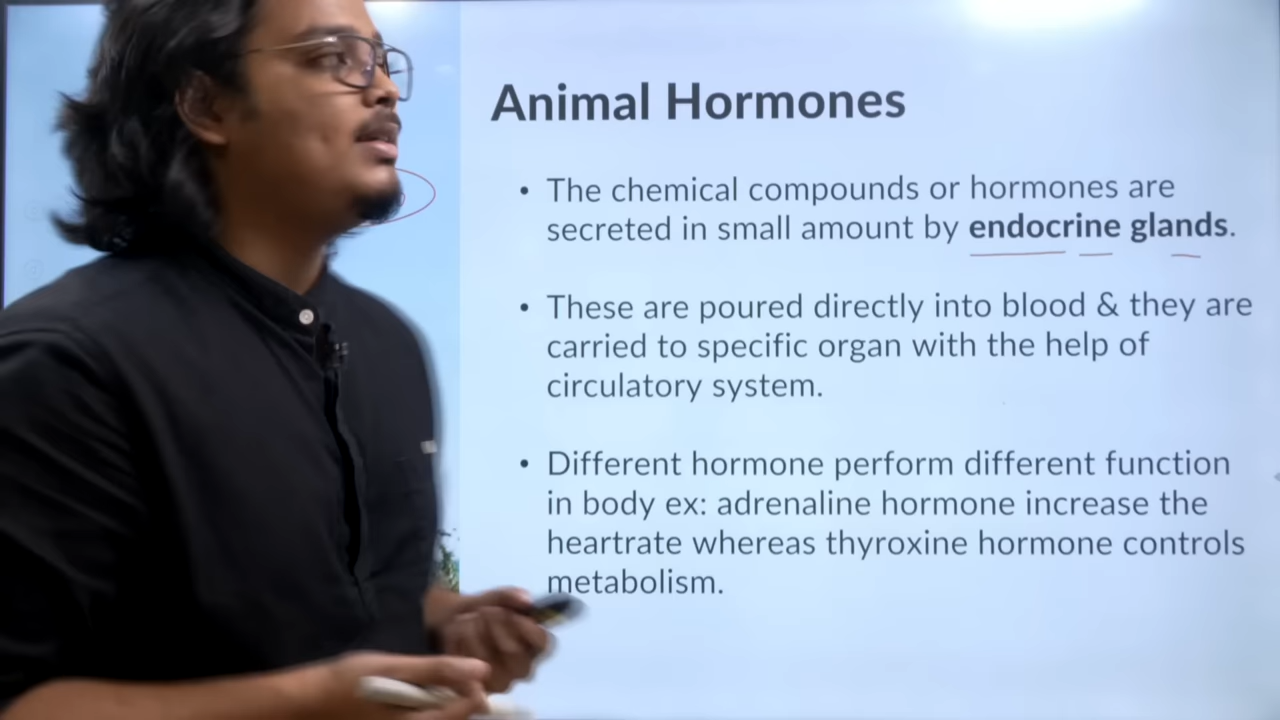 Animal Hormones
• The chemical compounds or hormones are
secreted in small amount by endocrine glands.
• These are poured directly into blood & they are
carried to specific organ with the help of
circulatory system.
• Different hormone perform different function
in body ex: adrenaline hormone increase the
heartrate whereas thyroxine hormone controls
metabolism.